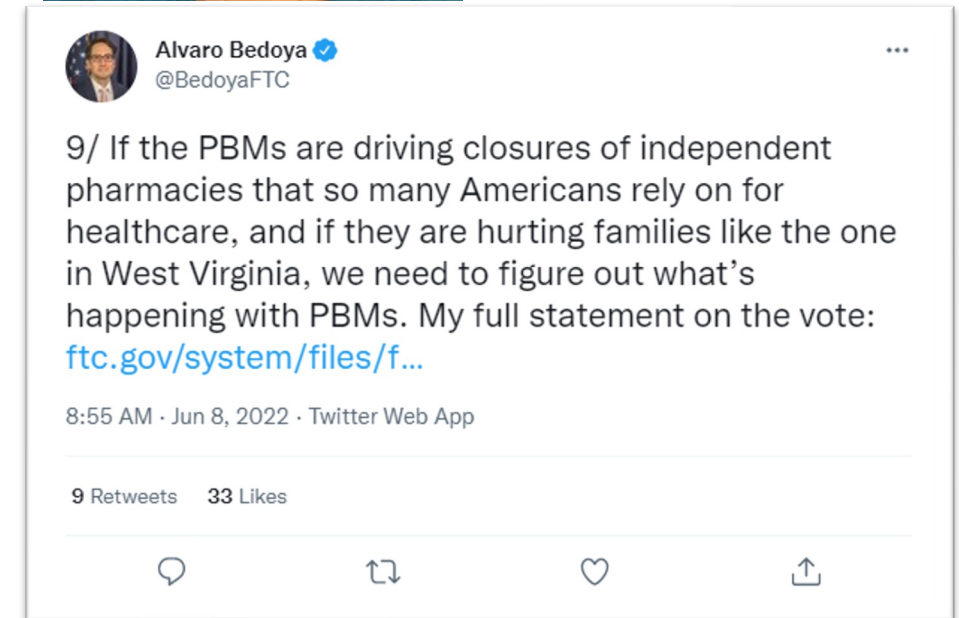 Alvaro Bedoya
@BedoyaFTC
9/ If the PBMs are driving closures of independent
pharmacies that so many Americans rely on for
healthcare, and if they are hurting families like the one
in West Virginia, we need to figure out what’s
happening with PBMs. My full statement on the vote:
ftc.gov/system/files/f...
8:55 AM · Jun 8, 2022 · Twitter Web App
9 Retweets 33 Likes